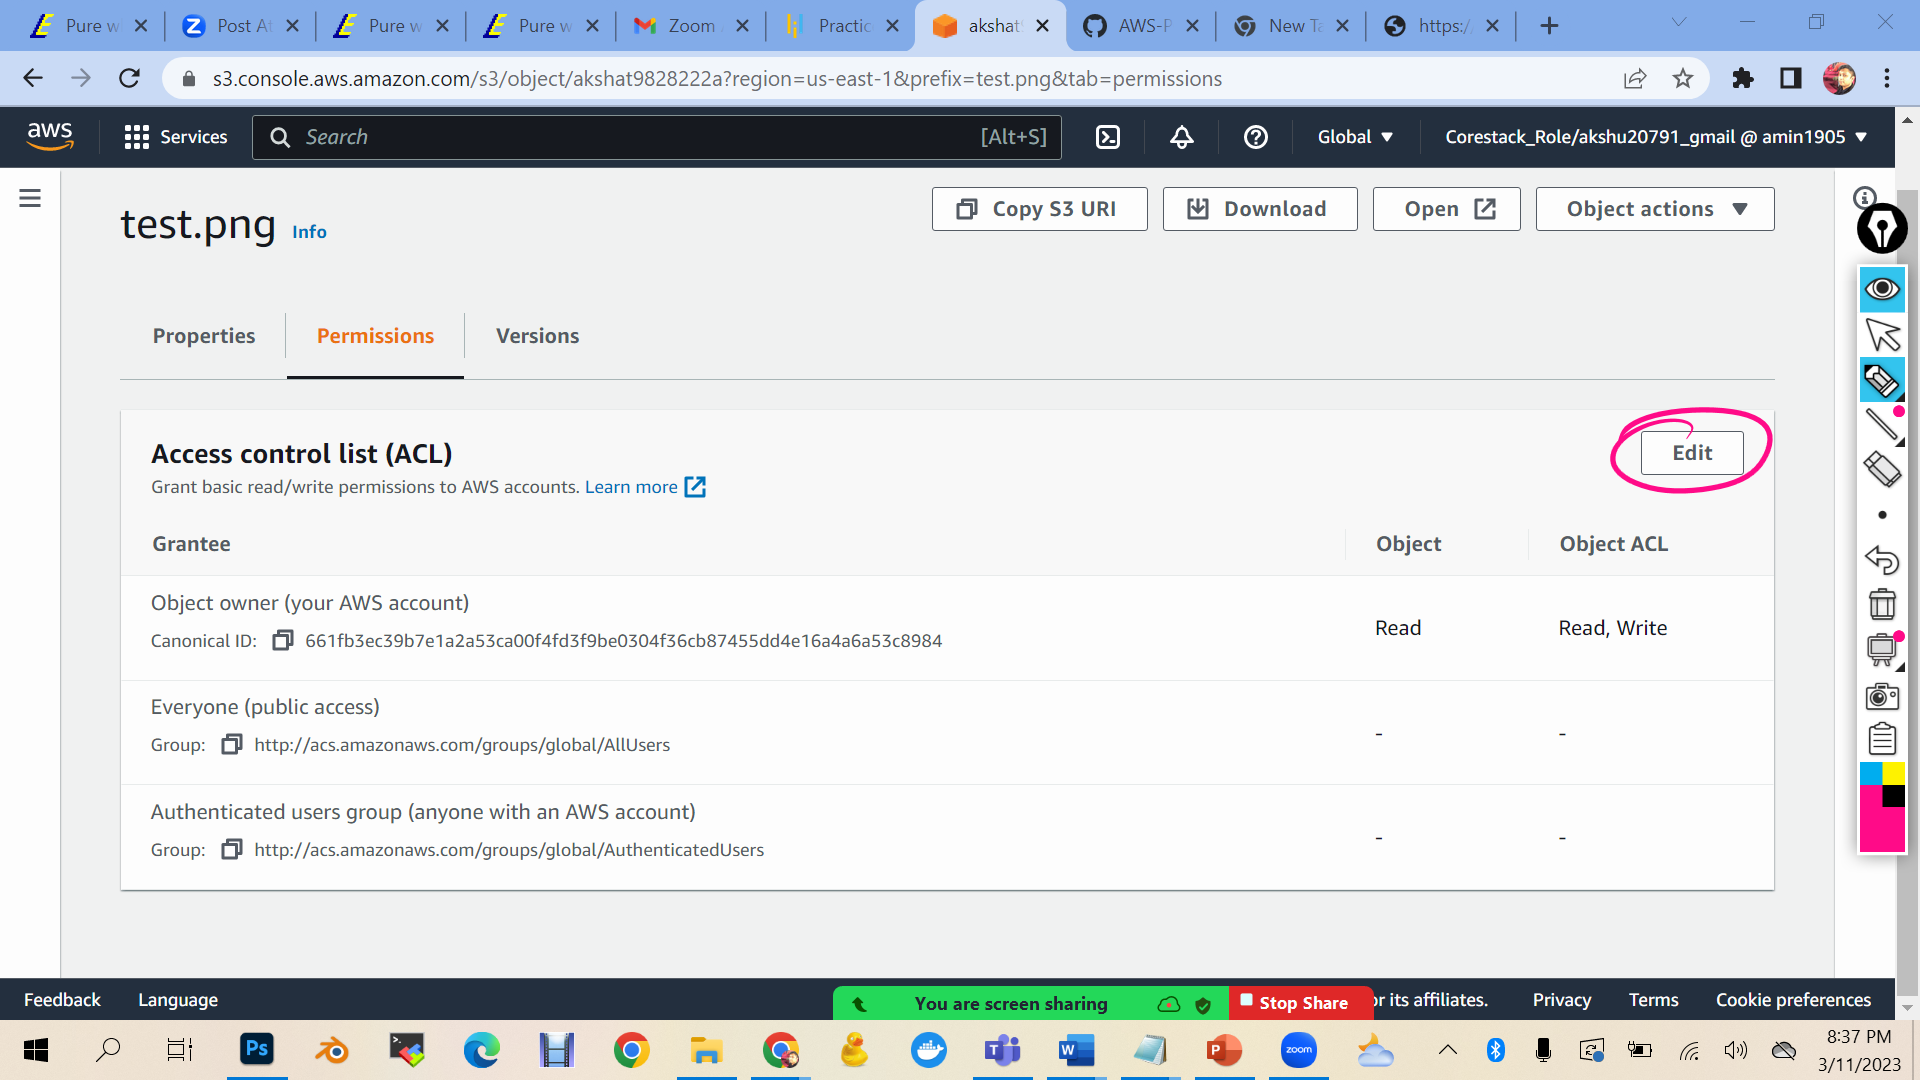 Pure w
Post At
Pure w
Pure w
Zoom
Practic
akshat
AWS-P
New Ta
https:/
s3.console.aws.amazon.com/s3/object/akshat9828222a?region=us-east-1&prefix=test.png&tab=permissions
aws
Services
Search
[Alt+S]
Global
Corestack_Role/akshu20791_gmail @ amin1905
test.png
Info
Copy S3 URI
Download
Open
Object actions
Properties
Permissions
Versions
Access control list (ACL)
Edit
Grant basic read/write permissions to AWS accounts. Learn more
Grantee
Object
Object ACL
Object owner (your AWS account)
Canonical ID: 661fb3ec39b7e1a2a53ca00f4fd3f9be0304f36cb87455dd4e16a4a6a53c8984
Read
Read, Write
Everyone (public access)
Group: http://acs.amazonaws.com/groups/global/AllUsers
-
-
Authenticated users group (anyone with an AWS account)
Group: http://acs.amazonaws.com/groups/global/AuthenticatedUsers
-
-
Feedback
Language
You are screen sharing
Stop Share
or its affiliates.
Privacy
Terms
Cookie preferences
Ps
zoom
8:37 PM
3/11/2023